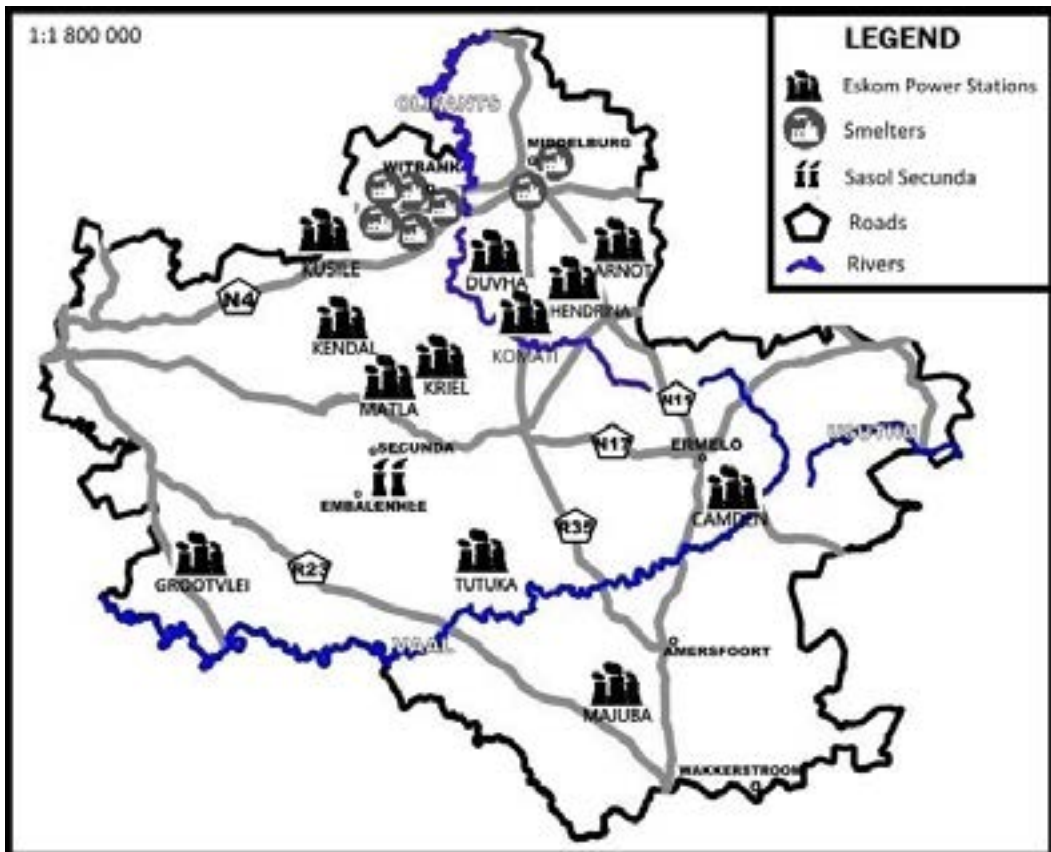 1:1 800 000
LEGEND
Eskom Power Stations
Smelters
Sasol Secunda
Roads
Rivers
OLIFANTS
MIDDELBURG
WITBANK
KUSILE
DUVHA
ARNOT
HENDRINA
N4
KENDAL
KOMATI
KRIEL
MATLA
N11
USUTHU
SECUNDA
N17
ERMELO
EMBALENHLE
CAMDEN
R35
GROOTVLEI
R23
TUTUKA
VAAL
AMERSFOORT
MAJUBA
WAKKERSTROOM